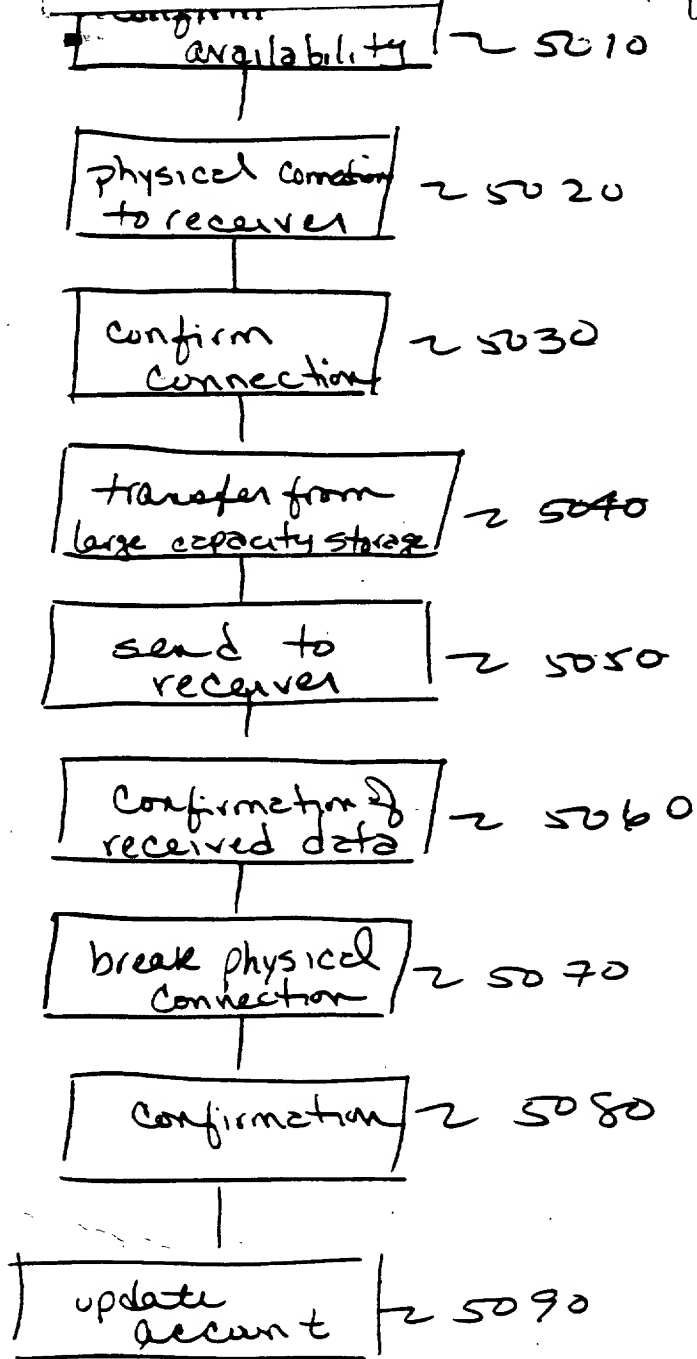 confirm
availability ~ 5010
physical connection
to receiver ~ 5020
confirm
connection ~ 5030
transfer from
large capacity storage ~ 5040
send to
receiver ~ 5050
confirmation of
received data ~ 5060
break physical
connection ~ 5070
confirmation ~ 5080
update
account ~ 5090